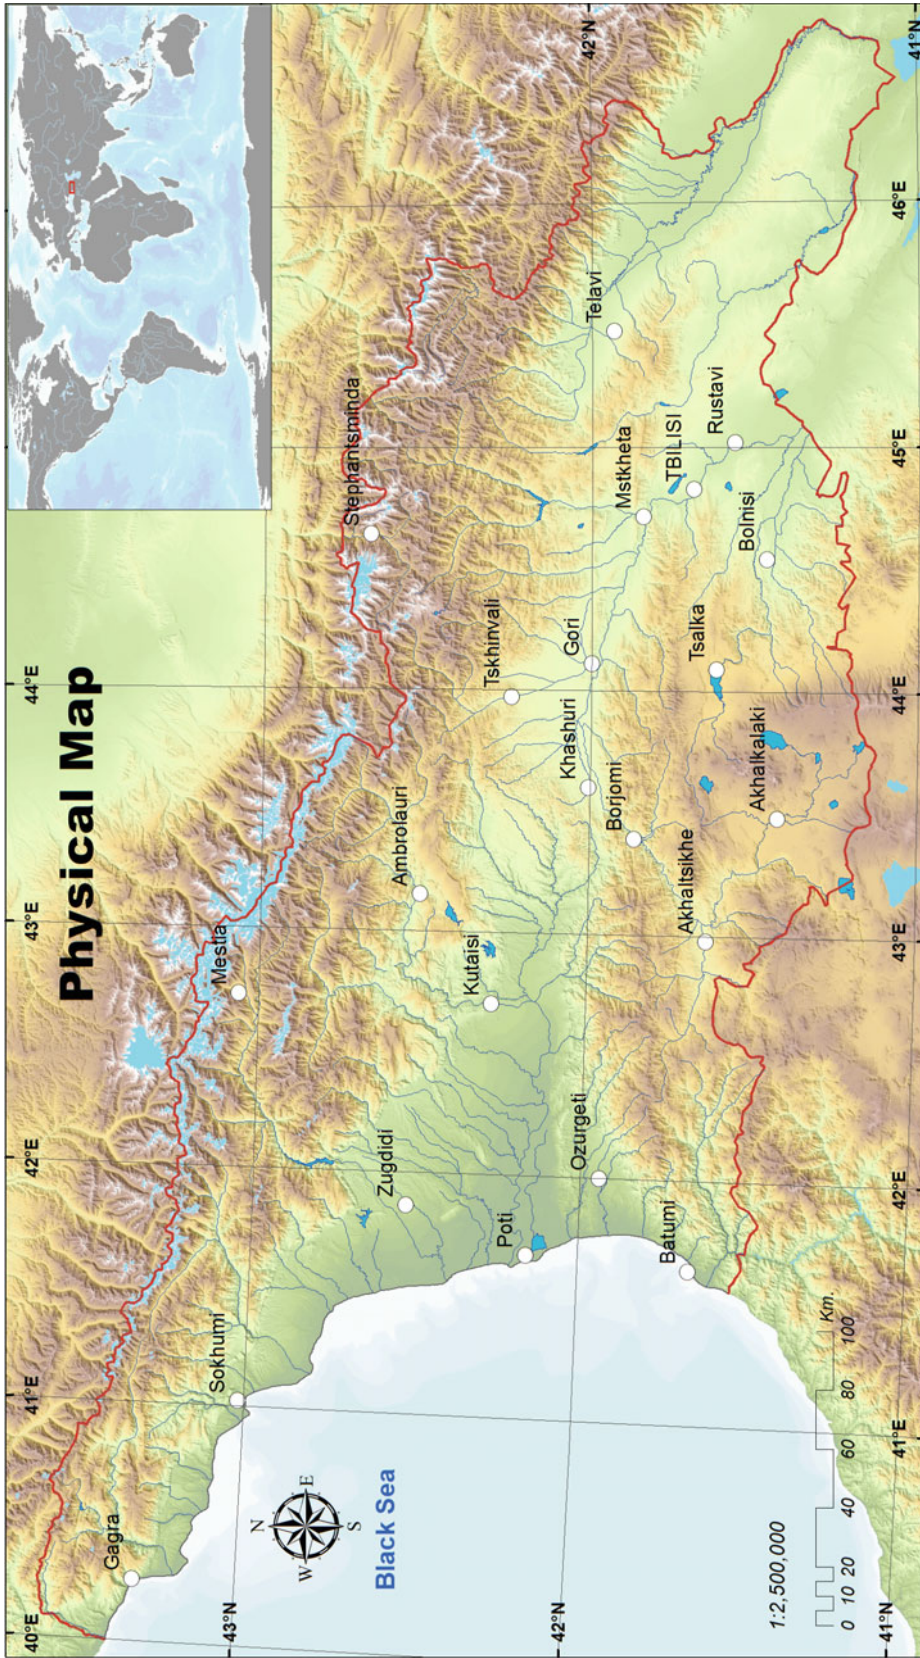 Physical Map
40°E
41°E
42°E
43°E
44°E
43°N
42°N
41°N
42°N
41°N
41°E
42°E
43°E
44°E
45°E
46°E
Gagra
Sokhumi
Mestia
Stephantsminda
Zugdidi
Ambrolauri
Kutaisi
Tskhinvali
Poti
Ozurgeti
Khashuri
Gori
Mstkheta
Telavi
Borjomi
TBILISI
Batumi
Akhaltsikhe
Tsalka
Rustavi
Akhalkalaki
Bolnisi
N
W
E
S
Black Sea
1:2,500,000
0 10 20 40 60 80 100
Km.